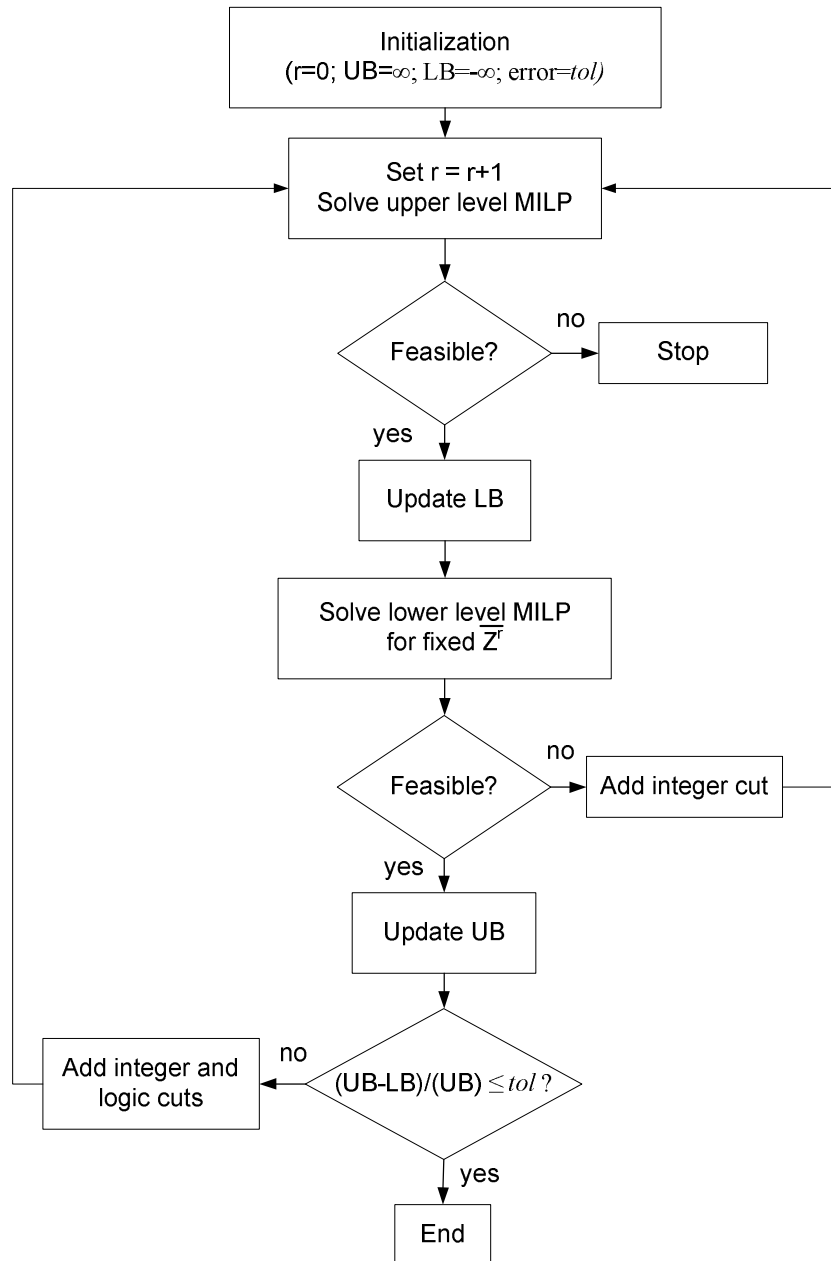 Initialization
(r=0; UB=∞; LB=-∞; error=tol)
Set r = r+1
Solve upper level MILP
Feasible?
no
Stop
yes
Update LB
Solve lower level MILP
for fixed Z̅ʳ
Feasible?
no
Add integer cut
yes
Update UB
(UB-LB)/(UB) ≤ tol ?
no
Add integer and
logic cuts
yes
End